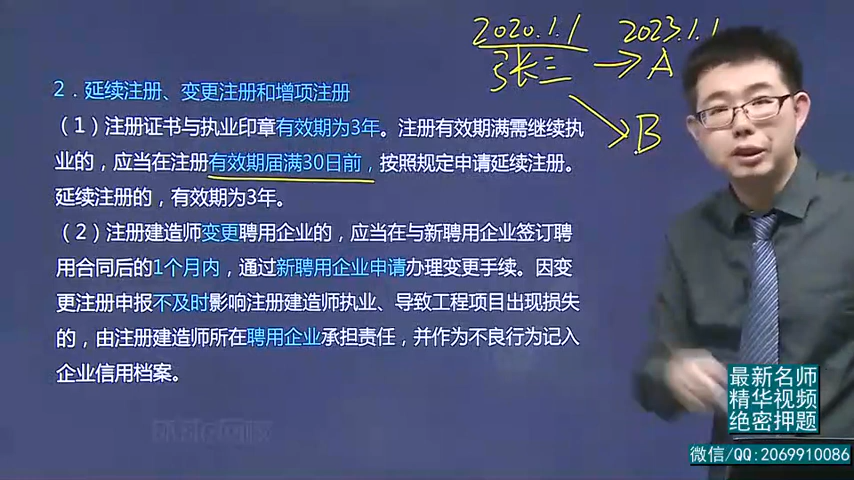 2020.1.1 2023.1.1
张三 → A
B
2．延续注册、变更注册和增项注册
（1）注册证书与执业印章有效期为3年。注册有效期满需继续执
业的，应当在注册有效期届满30日前，按照规定申请延续注册。
延续注册的，有效期为3年。
（2）注册建造师变更聘用企业的，应当在与新聘用企业签订聘
用合同后的1个月内，通过新聘用企业申请办理变更手续。因变
更注册申报不及时影响注册建造师执业、导致工程项目出现损失
的，由注册建造师所在聘用企业承担责任，并作为不良行为记入
企业信用档案。
最新名师
精华视频
绝密押题
微信/QQ:2069910086